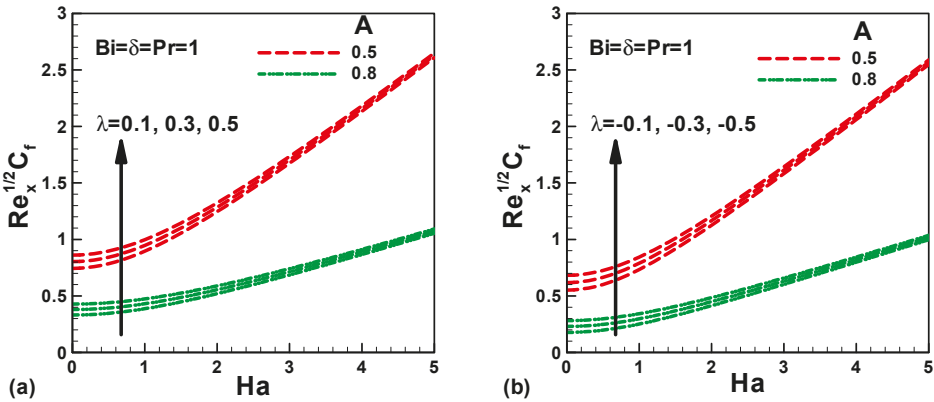 3
2.5
2
1.5
1
0.5
0
Re_x^{1/2}C_f
Bi=δ=Pr=1
A
0.5
0.8
λ=0.1, 0.3, 0.5
0 1 2 3 4 5
Ha
(a)
3
2.5
2
1.5
1
0.5
0
Re_x^{1/2}C_f
Bi=δ=Pr=1
A
0.5
0.8
λ=-0.1, -0.3, -0.5
0 1 2 3 4 5
Ha
(b)